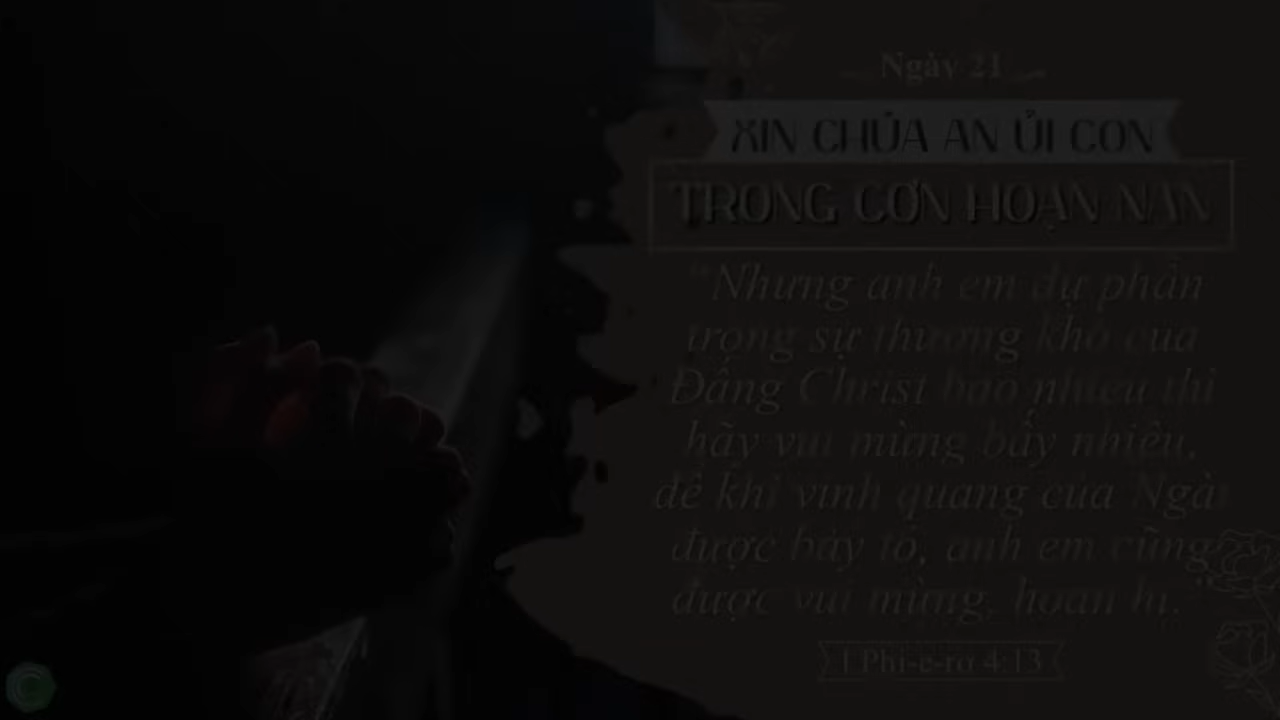 Ngày 21
XIN CHÚA AN ỦI CON
TRONG CƠN HOẠN NẠN
"Nhưng anh em dự phần
trong sự thương khó của
Đấng Christ bao nhiêu thì
hãy vui mừng bấy nhiêu,
để khi vinh quang của Ngài
được bày tỏ, anh em cũng
được vui mừng, hoan hỉ."
I Phi-e-rơ 4:13